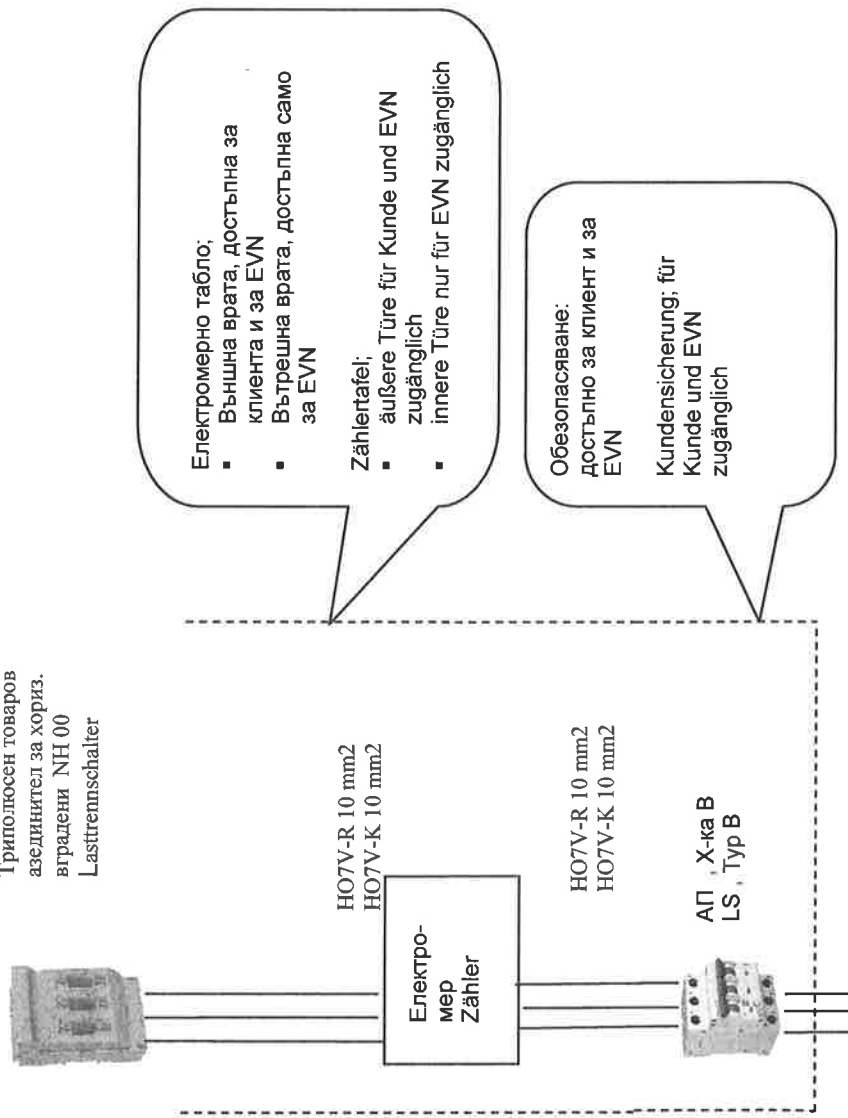 Триполюсен товаров
азединител за хориз.
вградени NH 00
Lasttrennschalter
HO7V-R 10 mm2
HO7V-K 10 mm2
Електро-
мер
Zähler
HO7V-R 10 mm2
HO7V-K 10 mm2
АП , Х-ка В
LS , Typ B
Електромерно табло;
▪ Външна врата, достъпна за
клиента и за EVN
▪ Вътрешна врата, достъпна само
за EVN
Zählertafel;
▪ äußere Türe für Kunde und EVN
zugänglich
▪ innere Türe nur für EVN zugänglich
Обезопасяване:
достъпно за клиент и за
EVN
Kundensicherung; für
Kunde und EVN
zugänglich